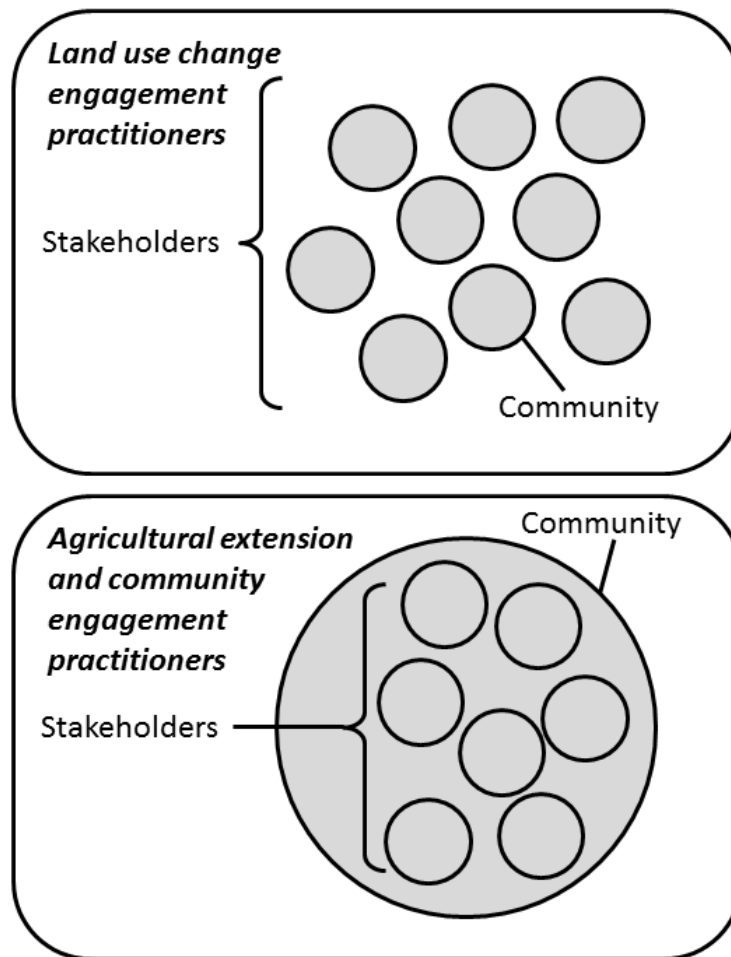 Land use change
engagement
practitioners
Stakeholders
Community
Community
Agricultural extension
and community
engagement
practitioners
Stakeholders